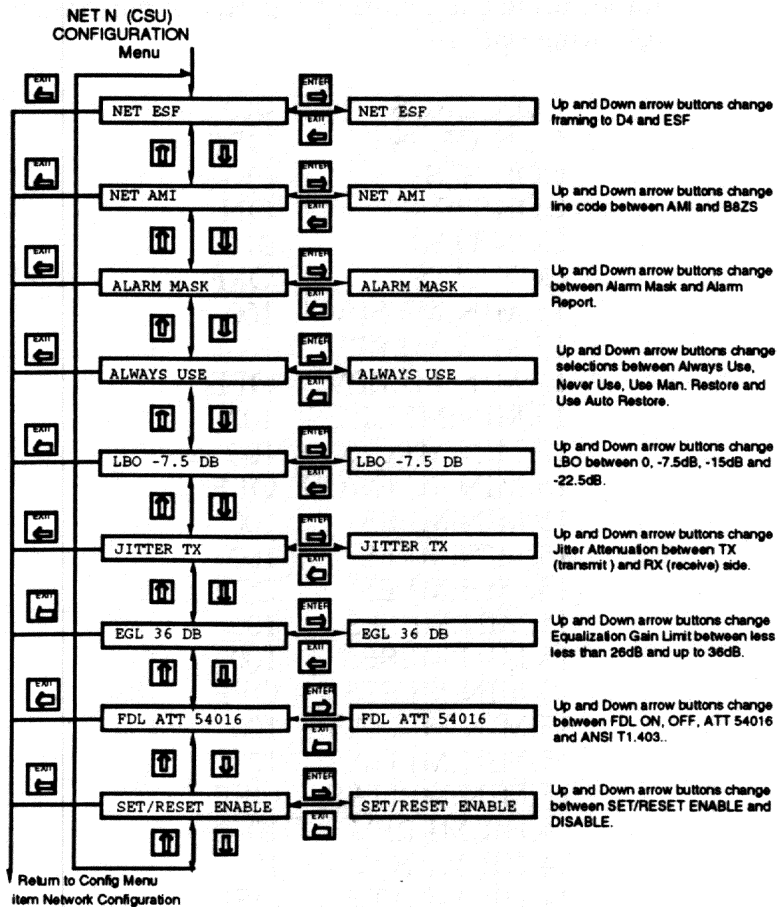 NET N (CSU)
CONFIGURATION
Menu
EXIT
NET ESF
ENTER
EXIT
NET ESF
Up and Down arrow buttons change
framing to D4 and ESF
EXIT
NET AMI
ENTER
EXIT
NET AMI
Up and Down arrow buttons change
line code between AMI and B8ZS
EXIT
ALARM MASK
ENTER
EXIT
ALARM MASK
Up and Down arrow buttons change
between Alarm Mask and Alarm
Report.
EXIT
ALWAYS USE
ENTER
EXIT
ALWAYS USE
Up and Down arrow buttons change
selections between Always Use,
Never Use, Use Man. Restore and
Use Auto Restore.
EXIT
LBO -7.5 DB
ENTER
EXIT
LBO -7.5 DB
Up and Down arrow buttons change
LBO between 0, -7.5dB, -15dB and
-22.5dB.
EXIT
JITTER TX
ENTER
EXIT
JITTER TX
Up and Down arrow buttons change
Jitter Attenuation between TX
(transmit ) and RX (receive) side.
EXIT
EGL 36 DB
ENTER
EXIT
EGL 36 DB
Up and Down arrow buttons change
Equalization Gain Limit between less
less than 26dB and up to 36dB.
EXIT
FDL ATT 54016
ENTER
EXIT
FDL ATT 54016
Up and Down arrow buttons change
between FDL ON, OFF, ATT 54016
and ANSI T1.403..
EXIT
SET/RESET ENABLE
ENTER
EXIT
SET/RESET ENABLE
Up and Down arrow buttons change
between SET/RESET ENABLE and
DISABLE.
Return to Config Menu
item Network Configuration